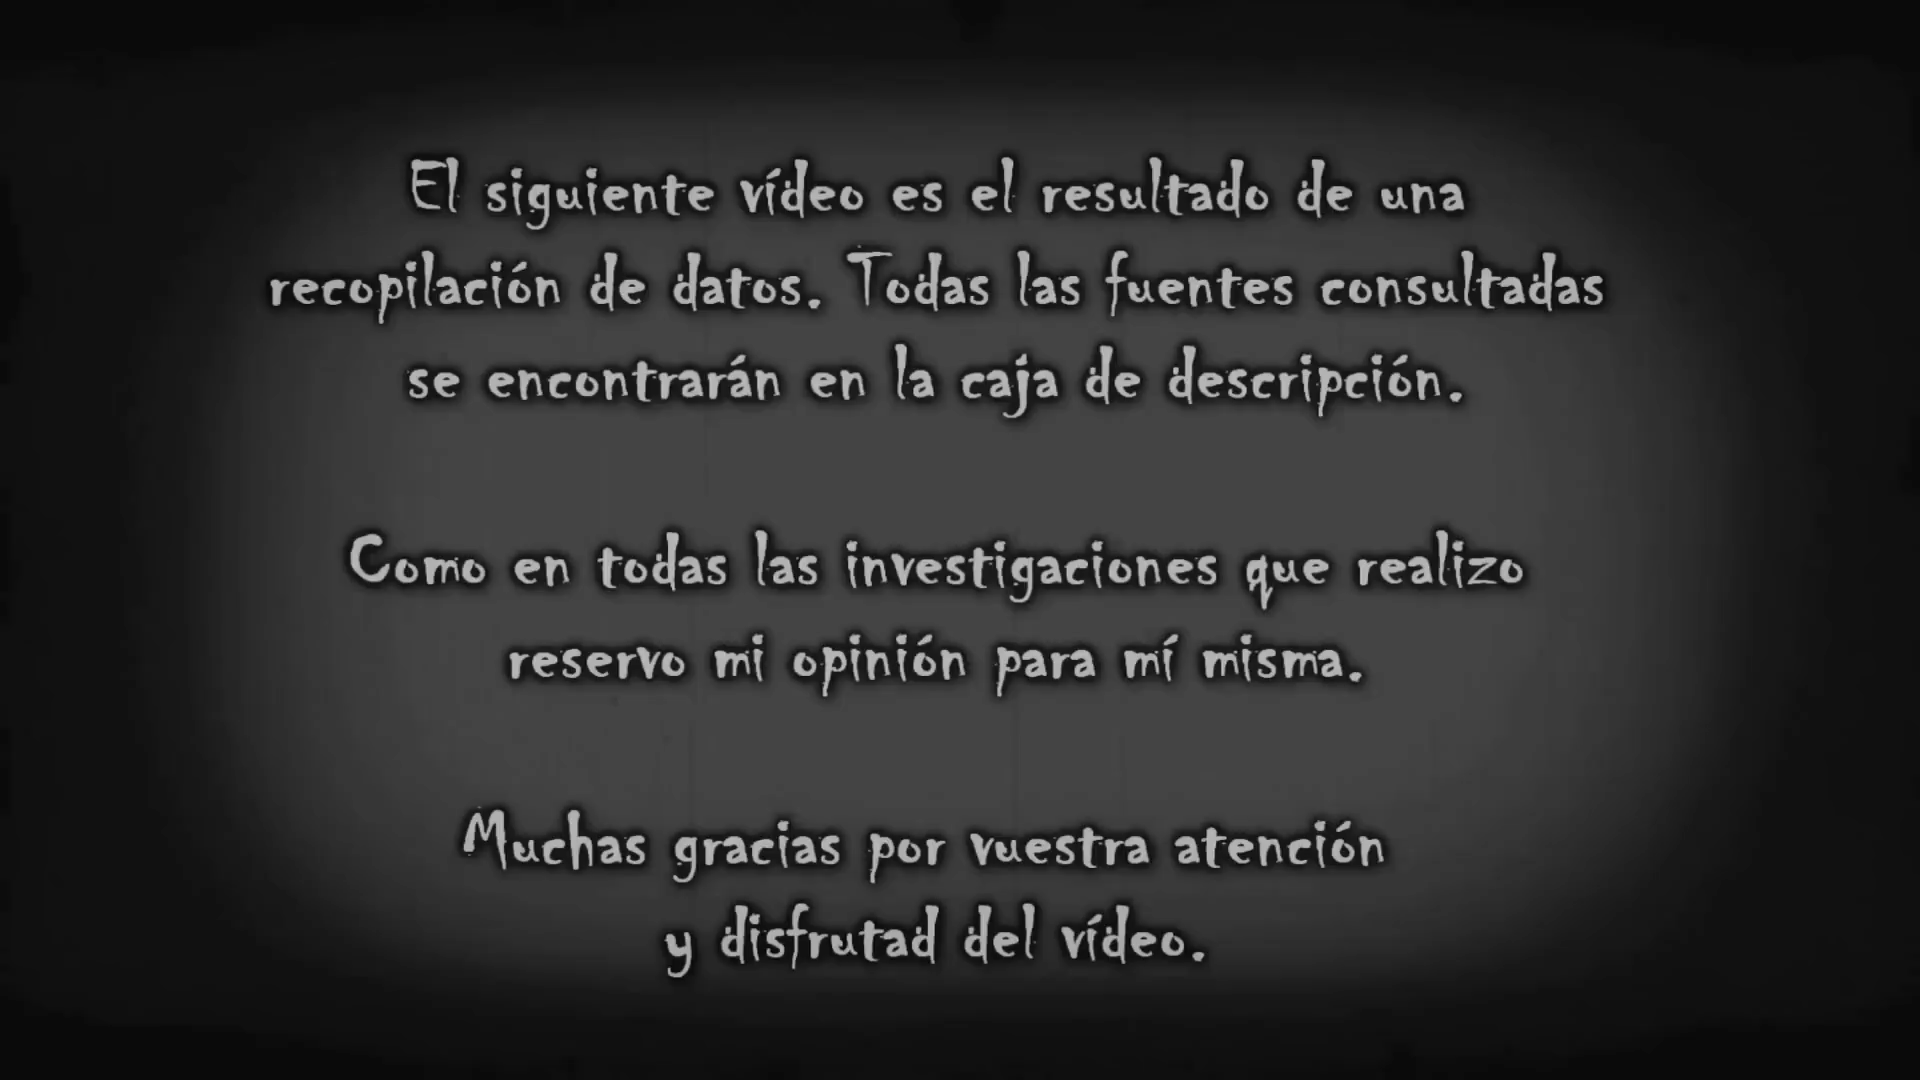 El siguiente vídeo es el resultado de una
recopilación de datos. Todas las fuentes consultadas
se encontrarán en la caja de descripción.
Como en todas las investigaciones que realizo
reservo mi opinión para mí misma.
Muchas gracias por vuestra atención
y disfrutad del vídeo.